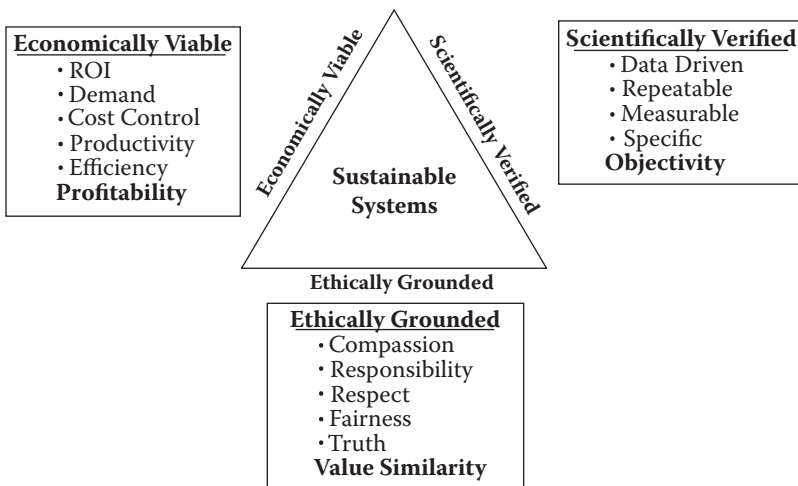 Economically Viable
• ROI
• Demand
• Cost Control
• Productivity
• Efficiency
Profitability
Economically Viable
Scientifically Verified
Sustainable
Systems
Ethically Grounded
Scientifically Verified
• Data Driven
• Repeatable
• Measurable
• Specific
Objectivity
Ethically Grounded
• Compassion
• Responsibility
• Respect
• Fairness
• Truth
Value Similarity